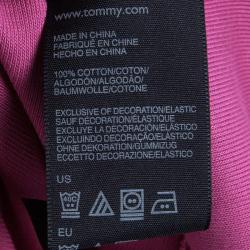 www.tommy.com
MADE IN CHINA
FABRIQUÉ EN CHINE
HECHO EN CHINA
100% COTTON/COTON/
ALGODÓN/ALGODÃO/
BAUMWOLLE/COTONE
EXCLUSIVE OF DECORATION/ELASTIC
SAUF DÉCORATION/ÉLASTIQUE
EXCLUYE LA DECORACIÓN/ELÁSTICO
EXCLUINDO DECORAÇÃO/ELÁSTICO
OHNE DEKORATION/GUMMIZUG
ECCETTO DECORAZIONE/ELASTICO
US
40C
EU